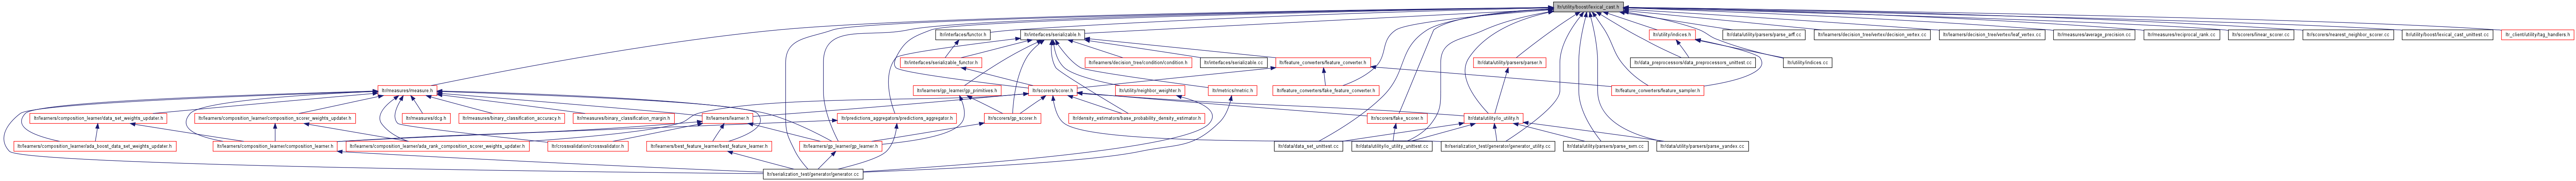 ltr/utility/boost/lexical_cast.h
ltr/interfaces/functor.h
ltr/interfaces/serializable.h
ltr/utility/indices.h
ltr/data/utility/parsers/parse_arff.cc
ltr/learners/decision_tree/vertex/decision_vertex.cc
ltr/learners/decision_tree/vertex/leaf_vertex.cc
ltr/measures/average_precision.cc
ltr/measures/reciprocal_rank.cc
ltr/scorers/linear_scorer.cc
ltr/scorers/nearest_neighbor_scorer.cc
ltr/utility/boost/lexical_cast_unittest.cc
ltr_client/utility/tag_handlers.h
ltr/interfaces/serializable_functor.h
ltr/learners/decision_tree/condition/condition.h
ltr/interfaces/serializable.cc
ltr/feature_converters/feature_converter.h
ltr/data/utility/parsers/parser.h
ltr/data_preprocessors/data_preprocessors_unittest.cc
ltr/utility/indices.cc
ltr/measures/measure.h
ltr/learners/gp_learner/gp_primitives.h
ltr/scorers/scorer.h
ltr/utility/neighbor_weighter.h
ltr/metrics/metric.h
ltr/feature_converters/fake_feature_converter.h
ltr/feature_converters/feature_sampler.h
ltr/learners/composition_learner/data_set_weights_updater.h
ltr/learners/composition_learner/composition_scorer_weights_updater.h
ltr/measures/dcg.h
ltr/measures/binary_classification_accuracy.h
ltr/measures/binary_classification_margin.h
ltr/learners/learner.h
ltr/predictions_aggregators/predictions_aggregator.h
ltr/scorers/gp_scorer.h
ltr/density_estimators/base_probability_density_estimator.h
ltr/scorers/fake_scorer.h
ltr/data/utility/io_utility.h
ltr/learners/composition_learner/ada_boost_data_set_weights_updater.h
ltr/learners/composition_learner/composition_learner.h
ltr/learners/composition_learner/ada_rank_composition_scorer_weights_updater.h
ltr/crossvalidation/crossvalidator.h
ltr/learners/best_feature_learner/best_feature_learner.h
ltr/learners/gp_learner/gp_learner.h
ltr/data/data_set_unittest.cc
ltr/data/utility/io_utility_unittest.cc
ltr/serialization_test/generator/generator_utility.cc
ltr/data/utility/parsers/parse_svm.cc
ltr/data/utility/parsers/parse_yandex.cc
ltr/serialization_test/generator/generator.cc